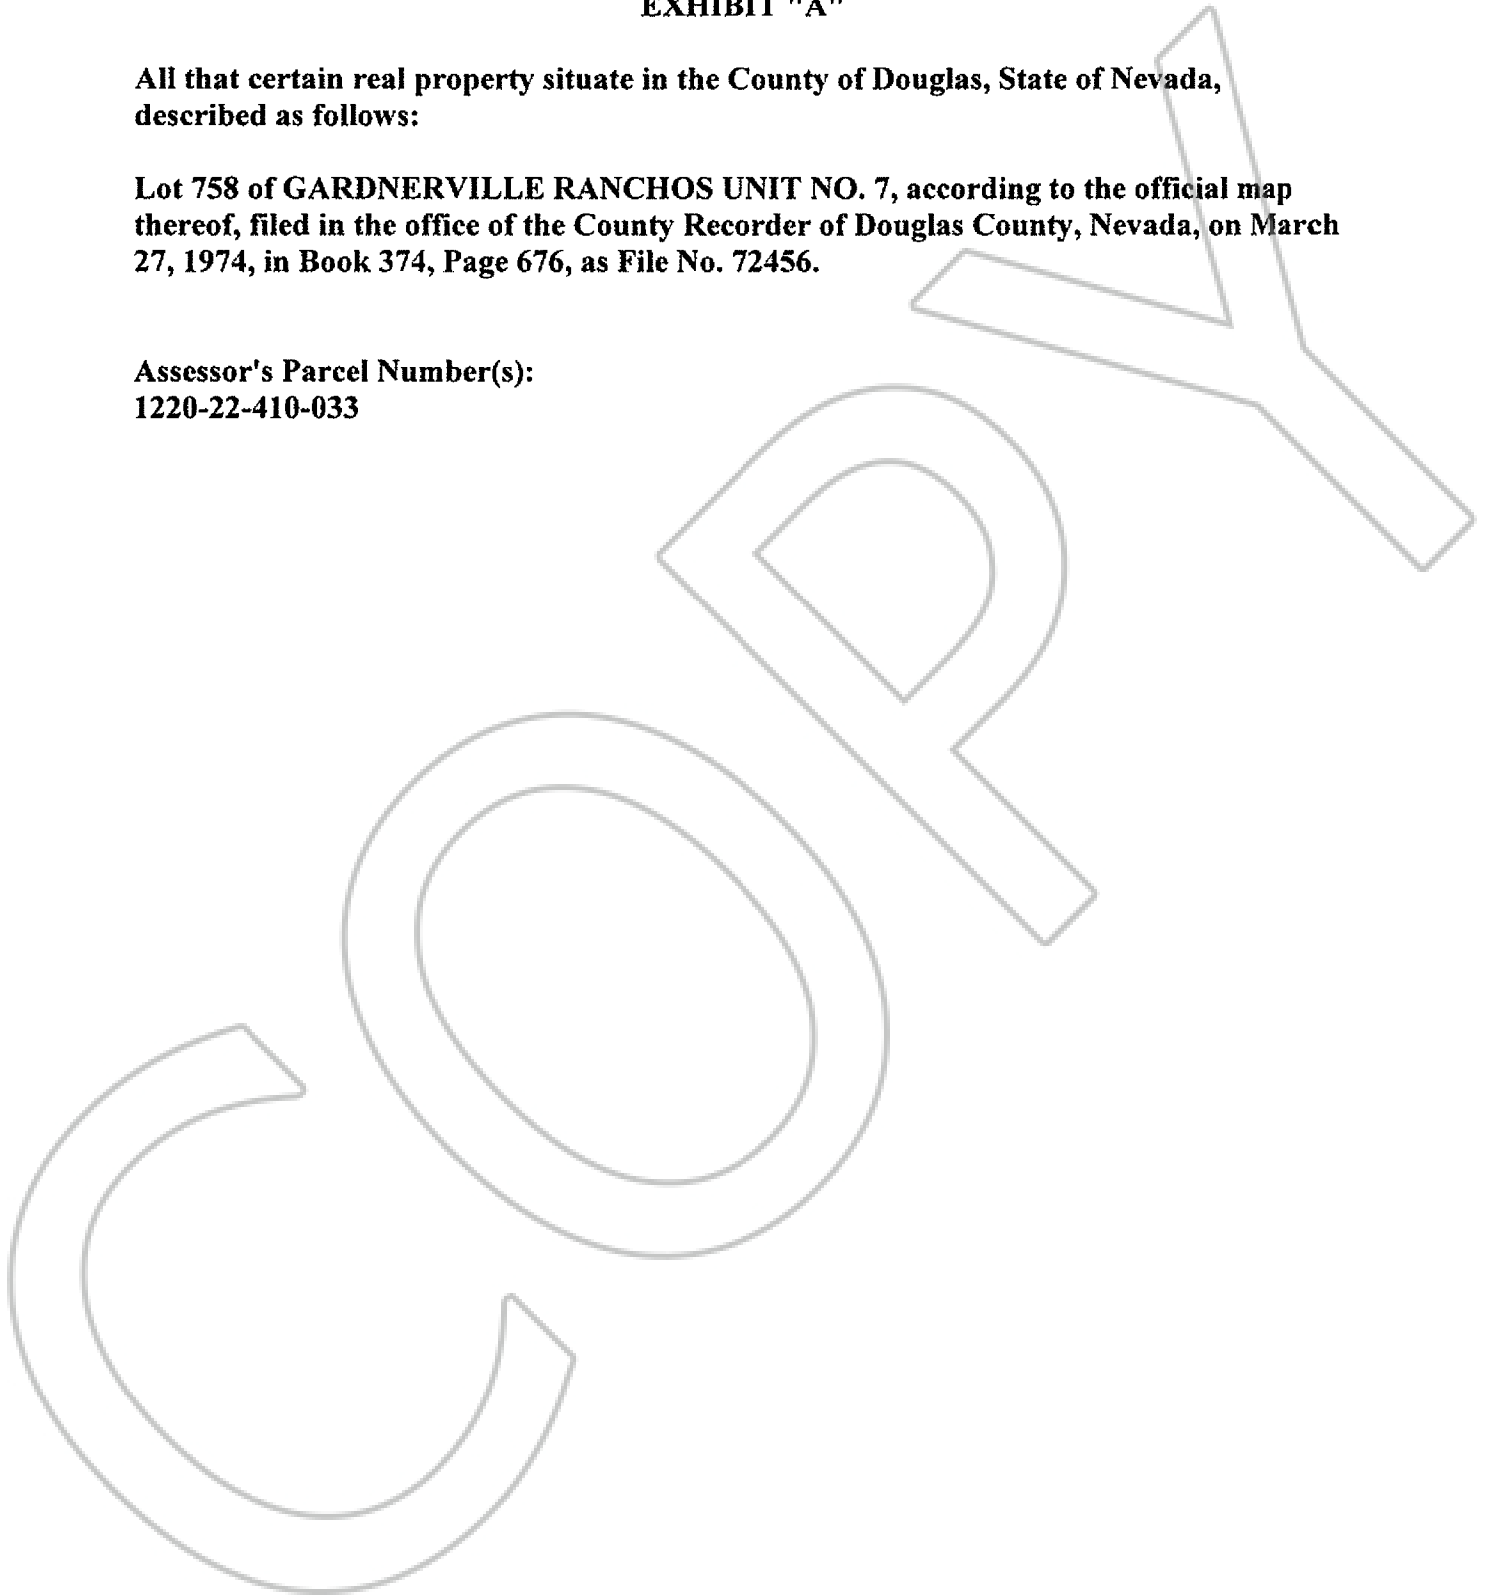 EXHIBIT "A"
All that certain real property situate in the County of Douglas, State of Nevada,
described as follows:
Lot 758 of GARDNERVILLE RANCHOS UNIT NO. 7, according to the official map
thereof, filed in the office of the County Recorder of Douglas County, Nevada, on March
27, 1974, in Book 374, Page 676, as File No. 72456.
Assessor's Parcel Number(s):
1220-22-410-033
COPY